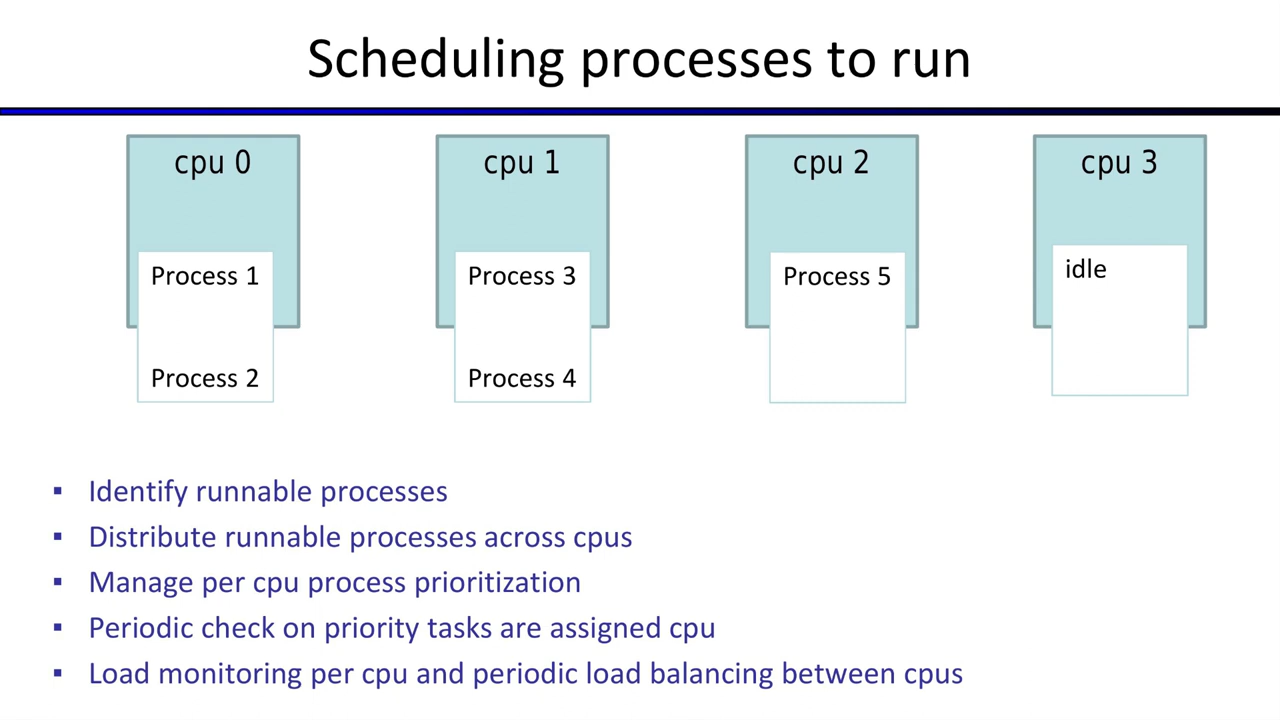 Scheduling processes to run
cpu 0
cpu 1
cpu 2
cpu 3
Process 1
Process 3
Process 5
idle
Process 2
Process 4
▪ Identify runnable processes
▪ Distribute runnable processes across cpus
▪ Manage per cpu process prioritization
▪ Periodic check on priority tasks are assigned cpu
▪ Load monitoring per cpu and periodic load balancing between cpus